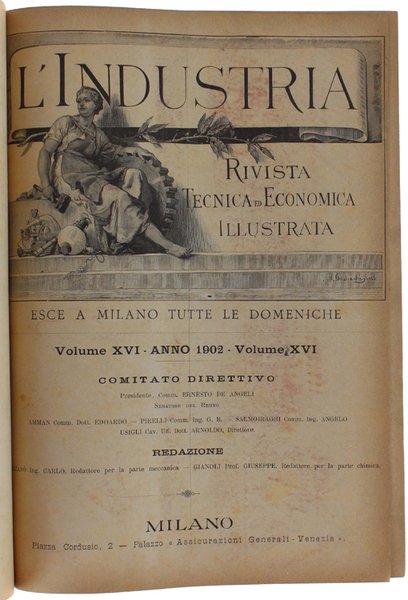 L'INDUSTRIA
RIVISTA
TECNICA ED ECONOMICA
ILLUSTRATA
ESCE A MILANO TUTTE LE DOMENICHE
Volume XVI - ANNO 1902 - Volume XVI
COMITATO DIRETTIVO
Presidente, Comm. ERNESTO DE ANGELI
SENATORE DEL REGNO
AMMAN Comm. Dott. EDOARDO — PIRELLI Comm. Ing. G. B. — SALMOIRAGHI Comm. Ing. ANGELO
USIGLI Cav. Uff. Dott. ARNOLDO, Direttore.
REDAZIONE
Ing. CARLO, Redattore per la parte meccanica — GIANOLI Prof. GIUSEPPE, Redattore per la parte chimica.
MILANO
Piazza Cordusio, 2 — Palazzo « Assicurazioni Generali - Venezia ».